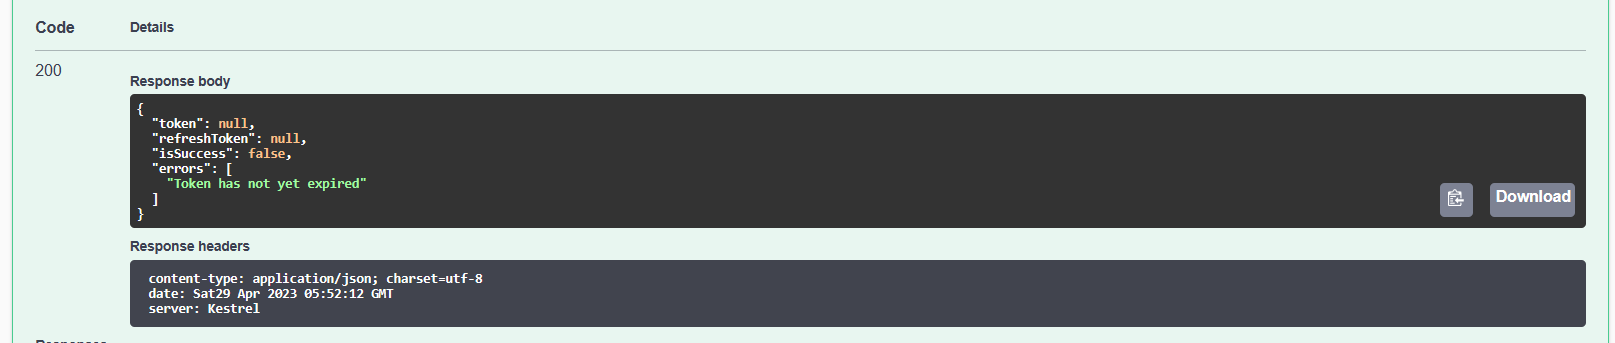 Code Details
200
Response body
{
  "token": null,
  "refreshToken": null,
  "isSuccess": false,
  "errors": [
    "Token has not yet expired"
  ]
}
Download
Response headers
content-type: application/json; charset=utf-8
date: Sat29 Apr 2023 05:52:12 GMT
server: Kestrel